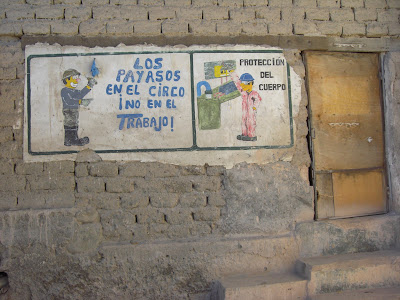 LOS
PAYASOS
EN EL CIRCO
¡NO EN EL
TRABAJO!
PROTECCIÓN
DEL
CUERPO